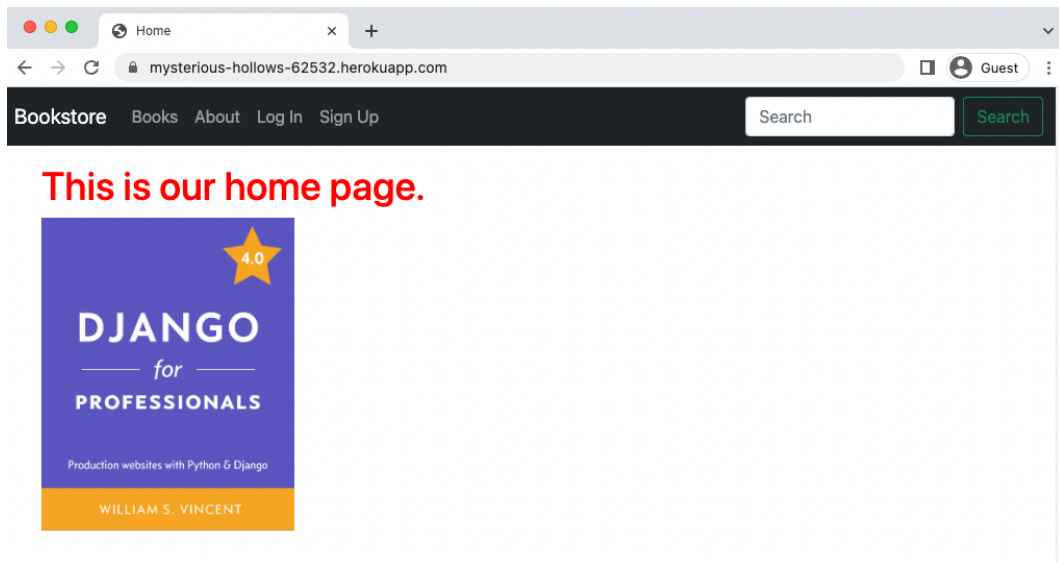 Home
mysterious-hollows-62532.herokuapp.com
Guest
Bookstore Books About Log In Sign Up Search Search
This is our home page.
4.0
DJANGO
for
PROFESSIONALS
Production websites with Python & Django
WILLIAM S. VINCENT